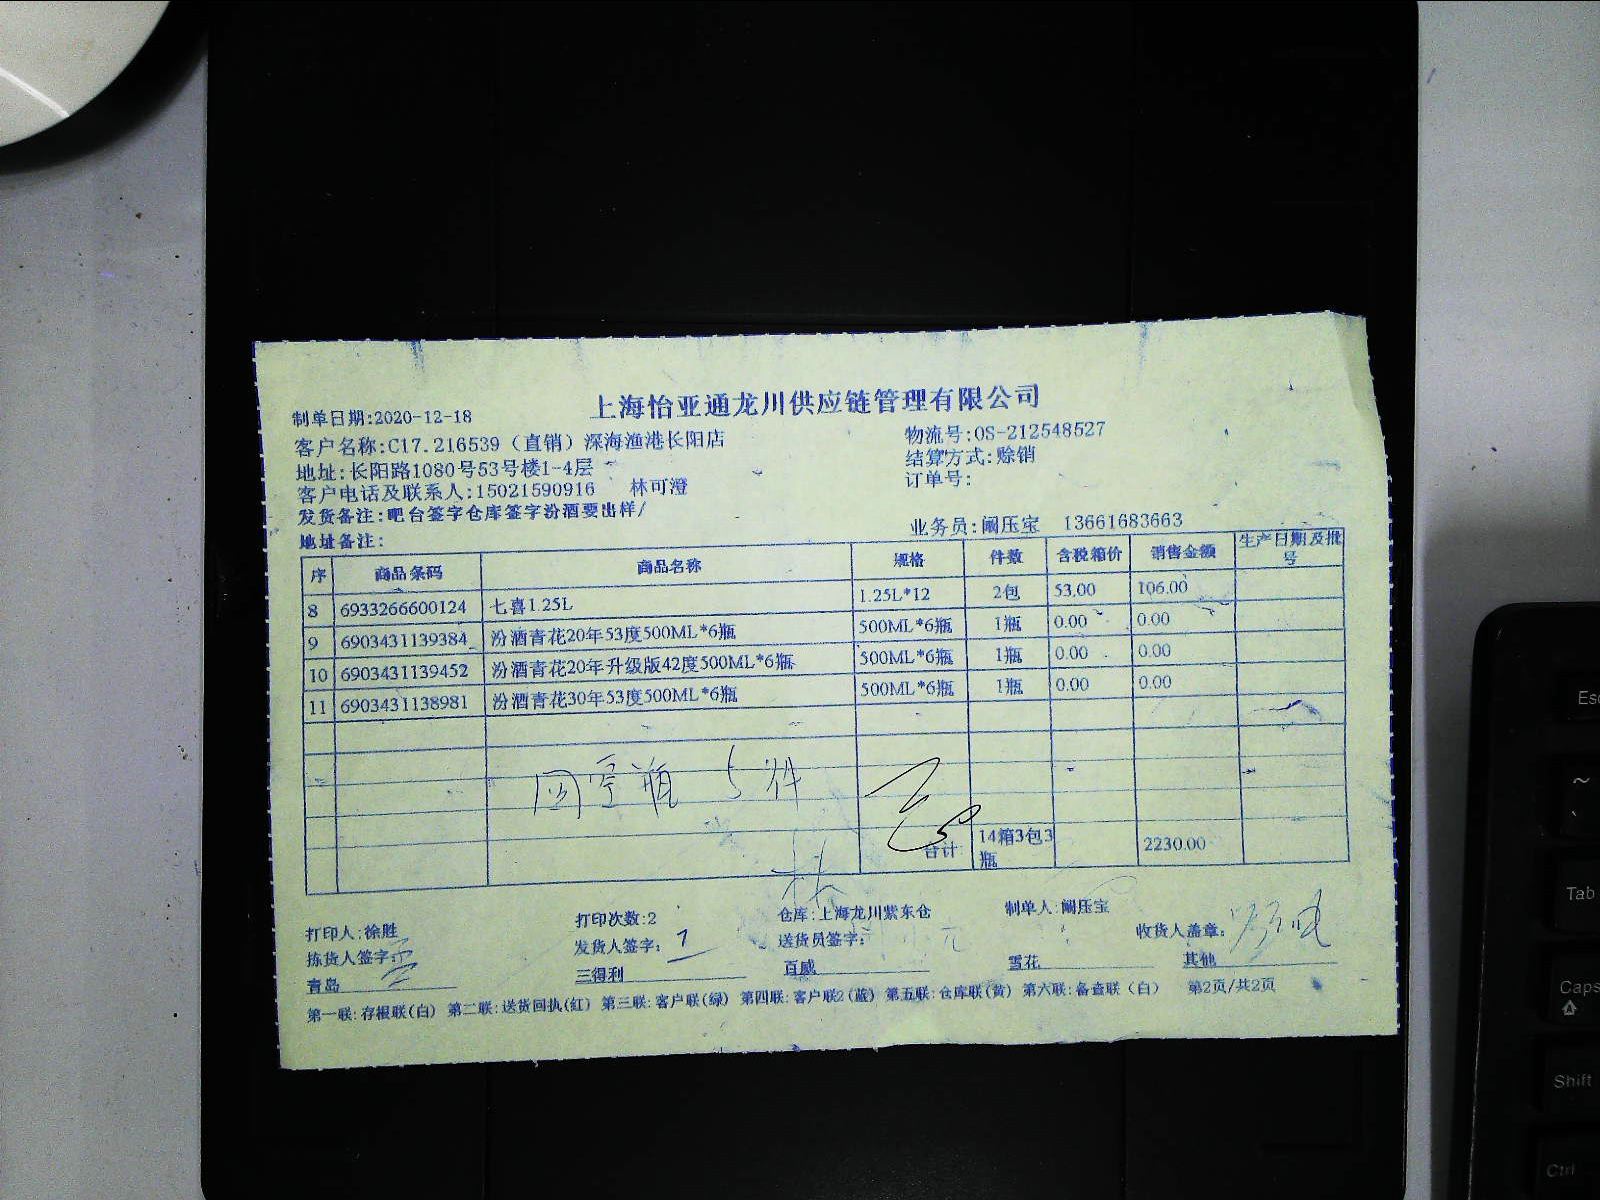 上海怡亚通龙川供应链管理有限公司
制单日期:2020-12-18
客户名称:C17.216539（直销）深海渔港长阳店 物流号:OS-212548527
地址:长阳路1080号53号楼1-4层 结算方式:赊销
客户电话及联系人:15021590916 林可澄 订单号:
发货备注:吧台签字仓库签字汾酒要出样/
地址备注: 业务员:阚压宝 13661683663
序 商品条码 商品名称 规格 件数 含税箱价 销售金额 生产日期及批号
8 6933266600124 七喜1.25L 1.25L*12 2包 53.00 106.00
9 6903431139384 汾酒青花20年53度500ML*6瓶 500ML*6瓶 1瓶 0.00 0.00
10 6903431139452 汾酒青花20年升级版42度500ML*6瓶 500ML*6瓶 1瓶 0.00 0.00
11 6903431138981 汾酒青花30年53度500ML*6瓶 500ML*6瓶 1瓶 0.00 0.00
回空瓶 5件
合计 14箱3包3瓶 2230.00
打印人:徐胜 打印次数:2 仓库:上海龙川紫东仓 制单人:阚压宝
拣货人签字: 发货人签字: 送货员签字: 收货人盖章:
青岛 三得利 百威 雪花 其他
第一联:存根联(白) 第二联:送货回执(红) 第三联:客户联(绿) 第四联:客户联2(蓝) 第五联:仓库联(黄) 第六联:备查联（白） 第2页/共2页
Esc
~
`
Tab
Caps
Shift
Ctrl